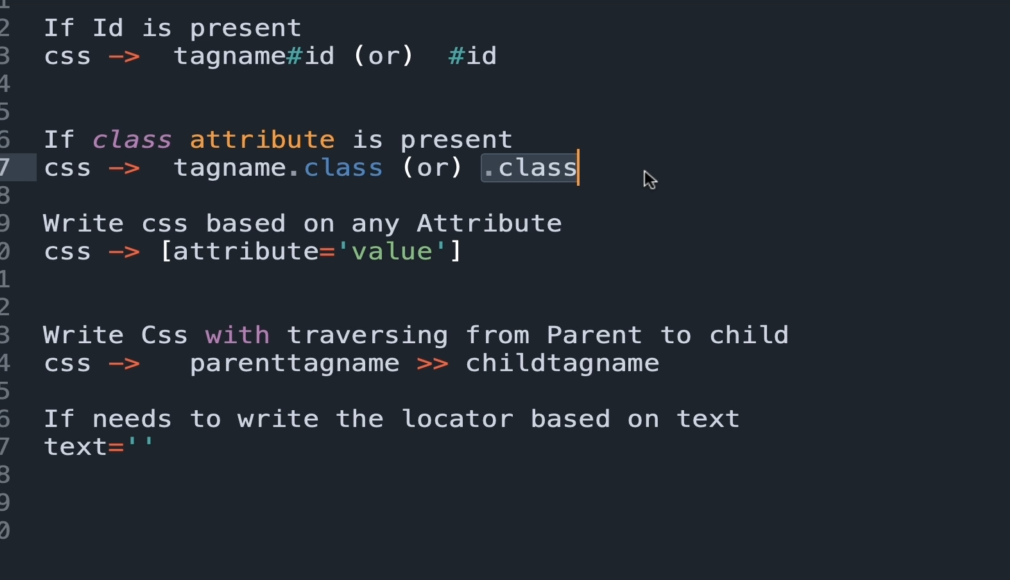 2 If Id is present
3 css -> tagname#id (or) #id
4
5
6 If class attribute is present
7 css -> tagname.class (or) .class
8
9 Write css based on any Attribute
0 css -> [attribute='value']
1
2
3 Write Css with traversing from Parent to child
4 css -> parenttagname >> childtagname
5
6 If needs to write the locator based on text
7 text=''
8
9
0